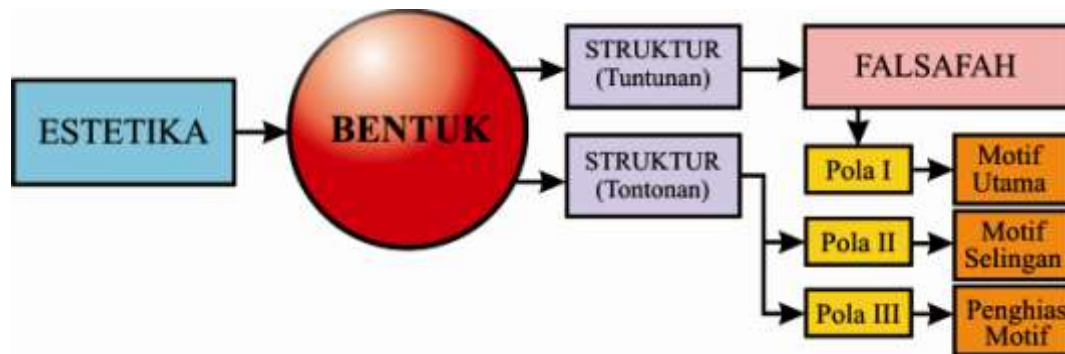 ESTETIKA
BENTUK
STRUKTUR
(Tuntunan)
FALSAFAH
STRUKTUR
(Tontonan)
Pola I
Motif
Utama
Pola II
Motif
Selingan
Pola III
Penghias
Motif